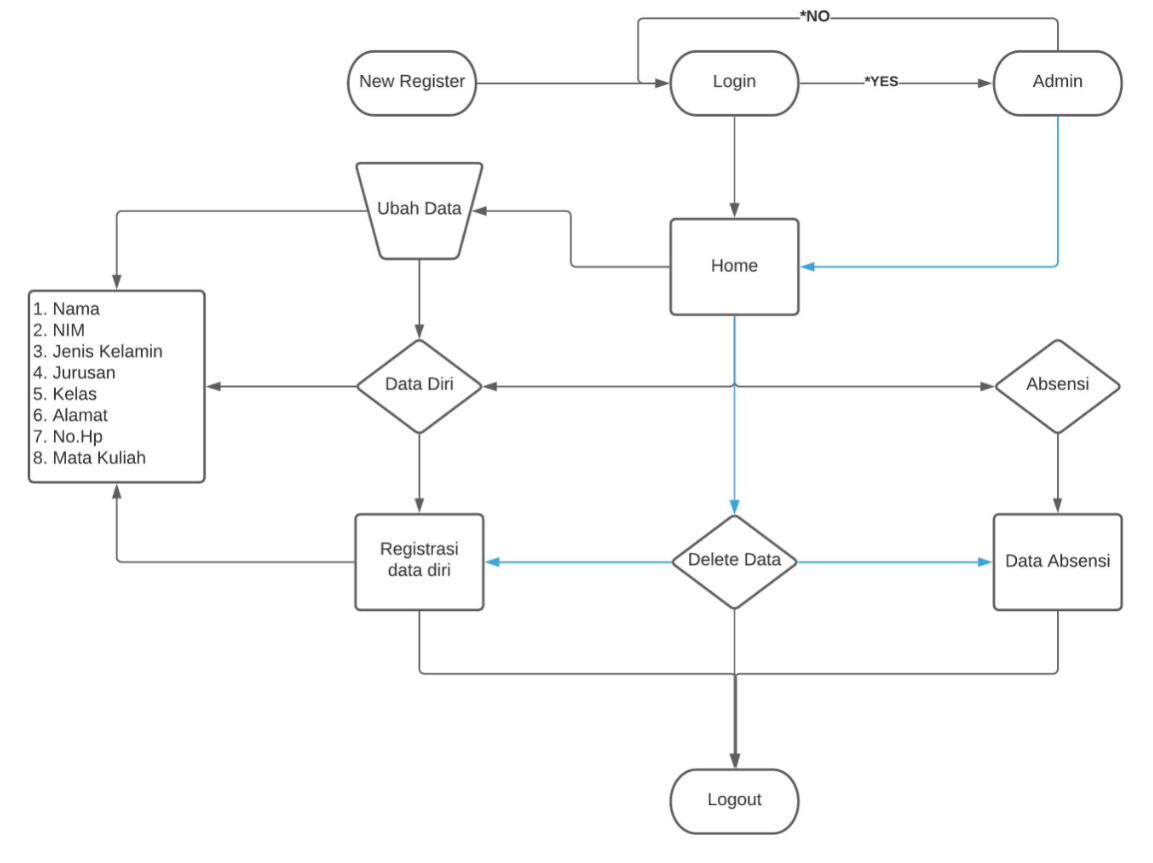 *NO
New Register
Login
*YES
Admin
Ubah Data
Home
1. Nama
2. NIM
3. Jenis Kelamin
4. Jurusan
5. Kelas
6. Alamat
7. No.Hp
8. Mata Kuliah
Data Diri
Absensi
Registrasi
data diri
Delete Data
Data Absensi
Logout